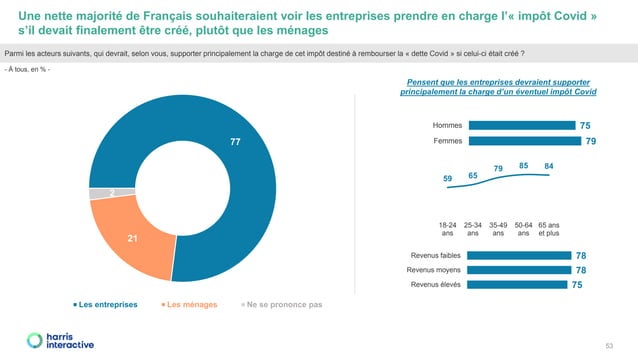 Une nette majorité de Français souhaiteraient voir les entreprises prendre en charge l'« impôt Covid »
s'il devait finalement être créé, plutôt que les ménages
Parmi les acteurs suivants, qui devrait, selon vous, supporter principalement la charge de cet impôt destiné à rembourser la « dette Covid » si celui-ci était créé ?
- À tous, en % -
Pensent que les entreprises devraient supporter
principalement la charge d'un éventuel impôt Covid
77
2
21
Les entreprises Les ménages Ne se prononce pas
Hommes 75
Femmes 79
59 65 79 85 84
18-24 25-34 35-49 50-64 65 ans
ans ans ans ans et plus
Revenus faibles 78
Revenus moyens 78
Revenus élevés 75
harris
interactive
53